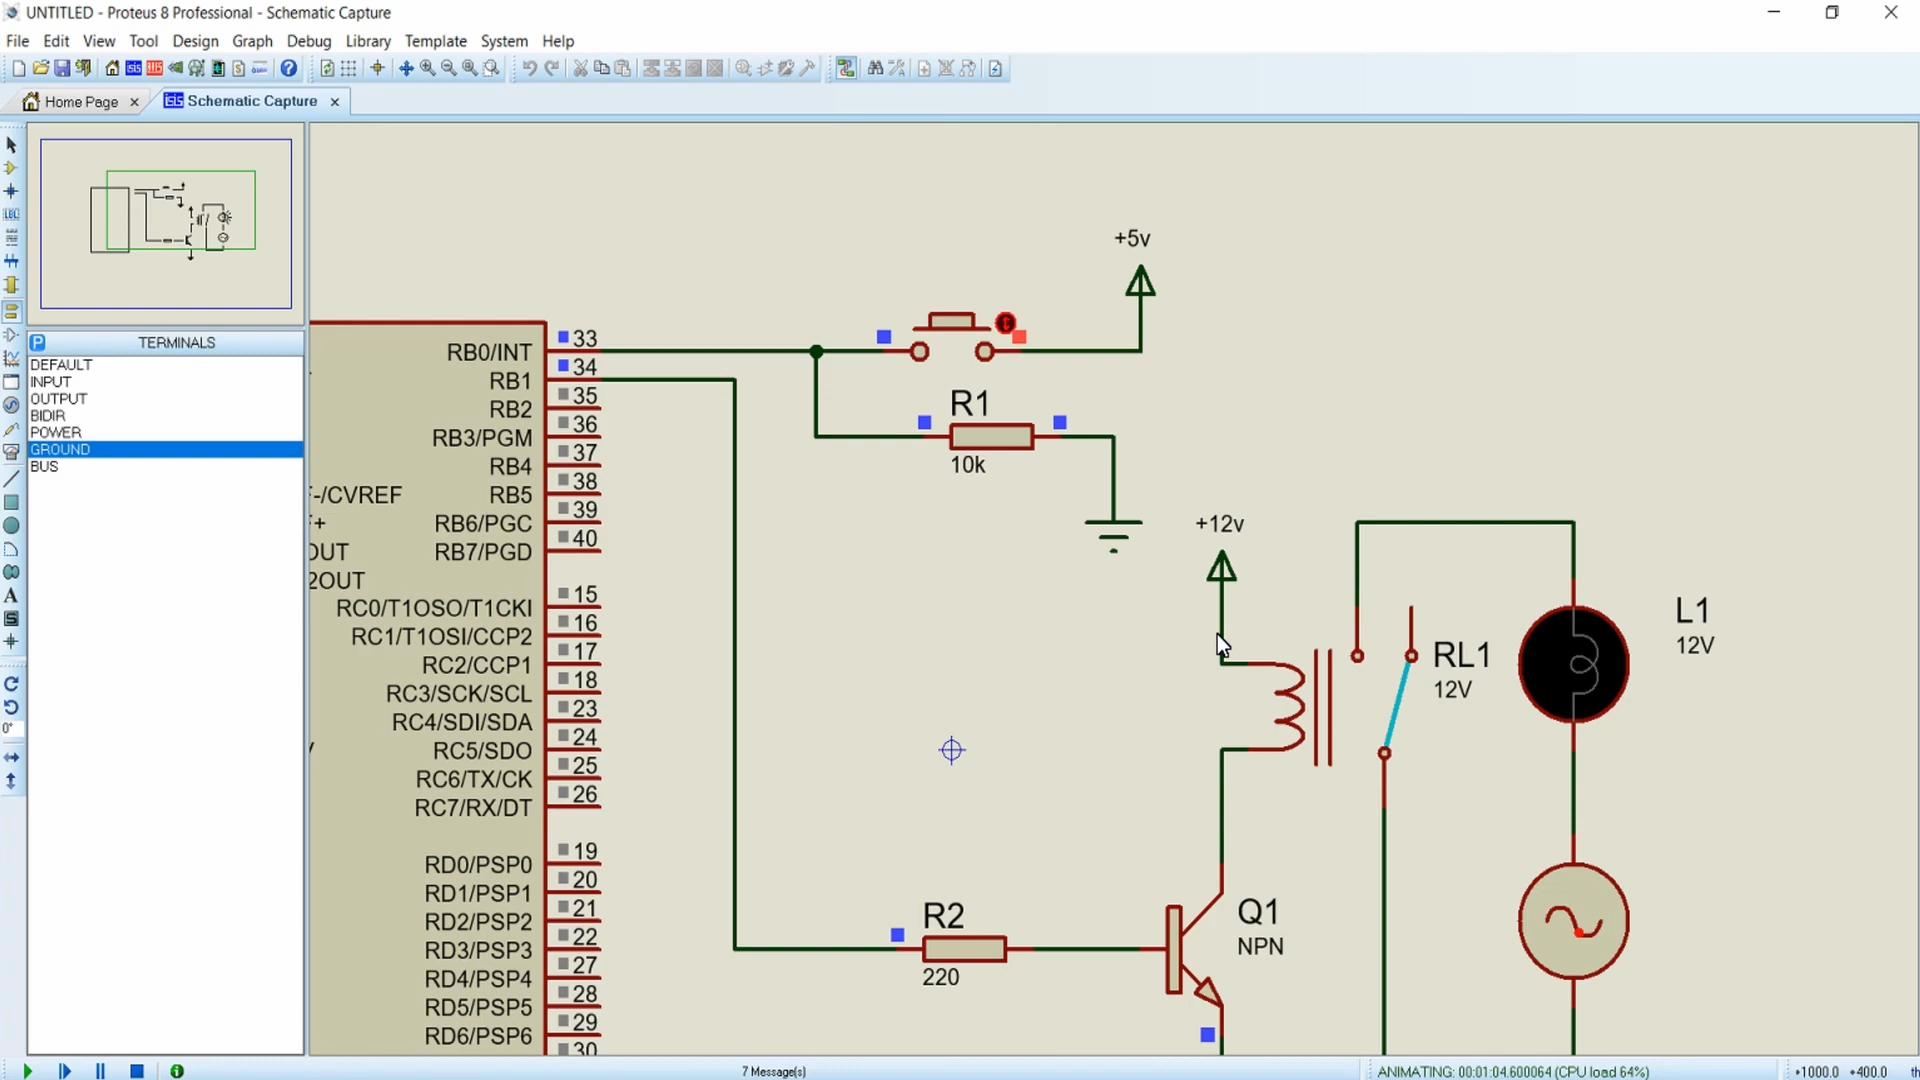 UNTITLED - Proteus 8 Professional - Schematic Capture
File Edit View Tool Design Graph Debug Library Template System Help
Home Page
Schematic Capture
P TERMINALS
DEFAULT
INPUT
OUTPUT
BIDIR
POWER
GROUND
BUS
0°
+5v
RB0/INT 33
RB1 34
RB2 35
RB3/PGM 36
RB4 37
RB5 38
RB6/PGC 39
RB7/PGD 40
-/CVREF
+
OUT
2OUT
RC0/T1OSO/T1CKI 15
RC1/T1OSI/CCP2 16
RC2/CCP1 17
RC3/SCK/SCL 18
RC4/SDI/SDA 23
RC5/SDO 24
RC6/TX/CK 25
RC7/RX/DT 26
RD0/PSP0 19
RD1/PSP1 20
RD2/PSP2 21
RD3/PSP3 22
RD4/PSP4 27
RD5/PSP5 28
RD6/PSP6 29
30
R1
10k
+12v
RL1
12V
L1
12V
R2
220
Q1
NPN
7 Message(s)
ANIMATING: 00:01:04.600064 (CPU load 64%)
+1000.0 +400.0 th